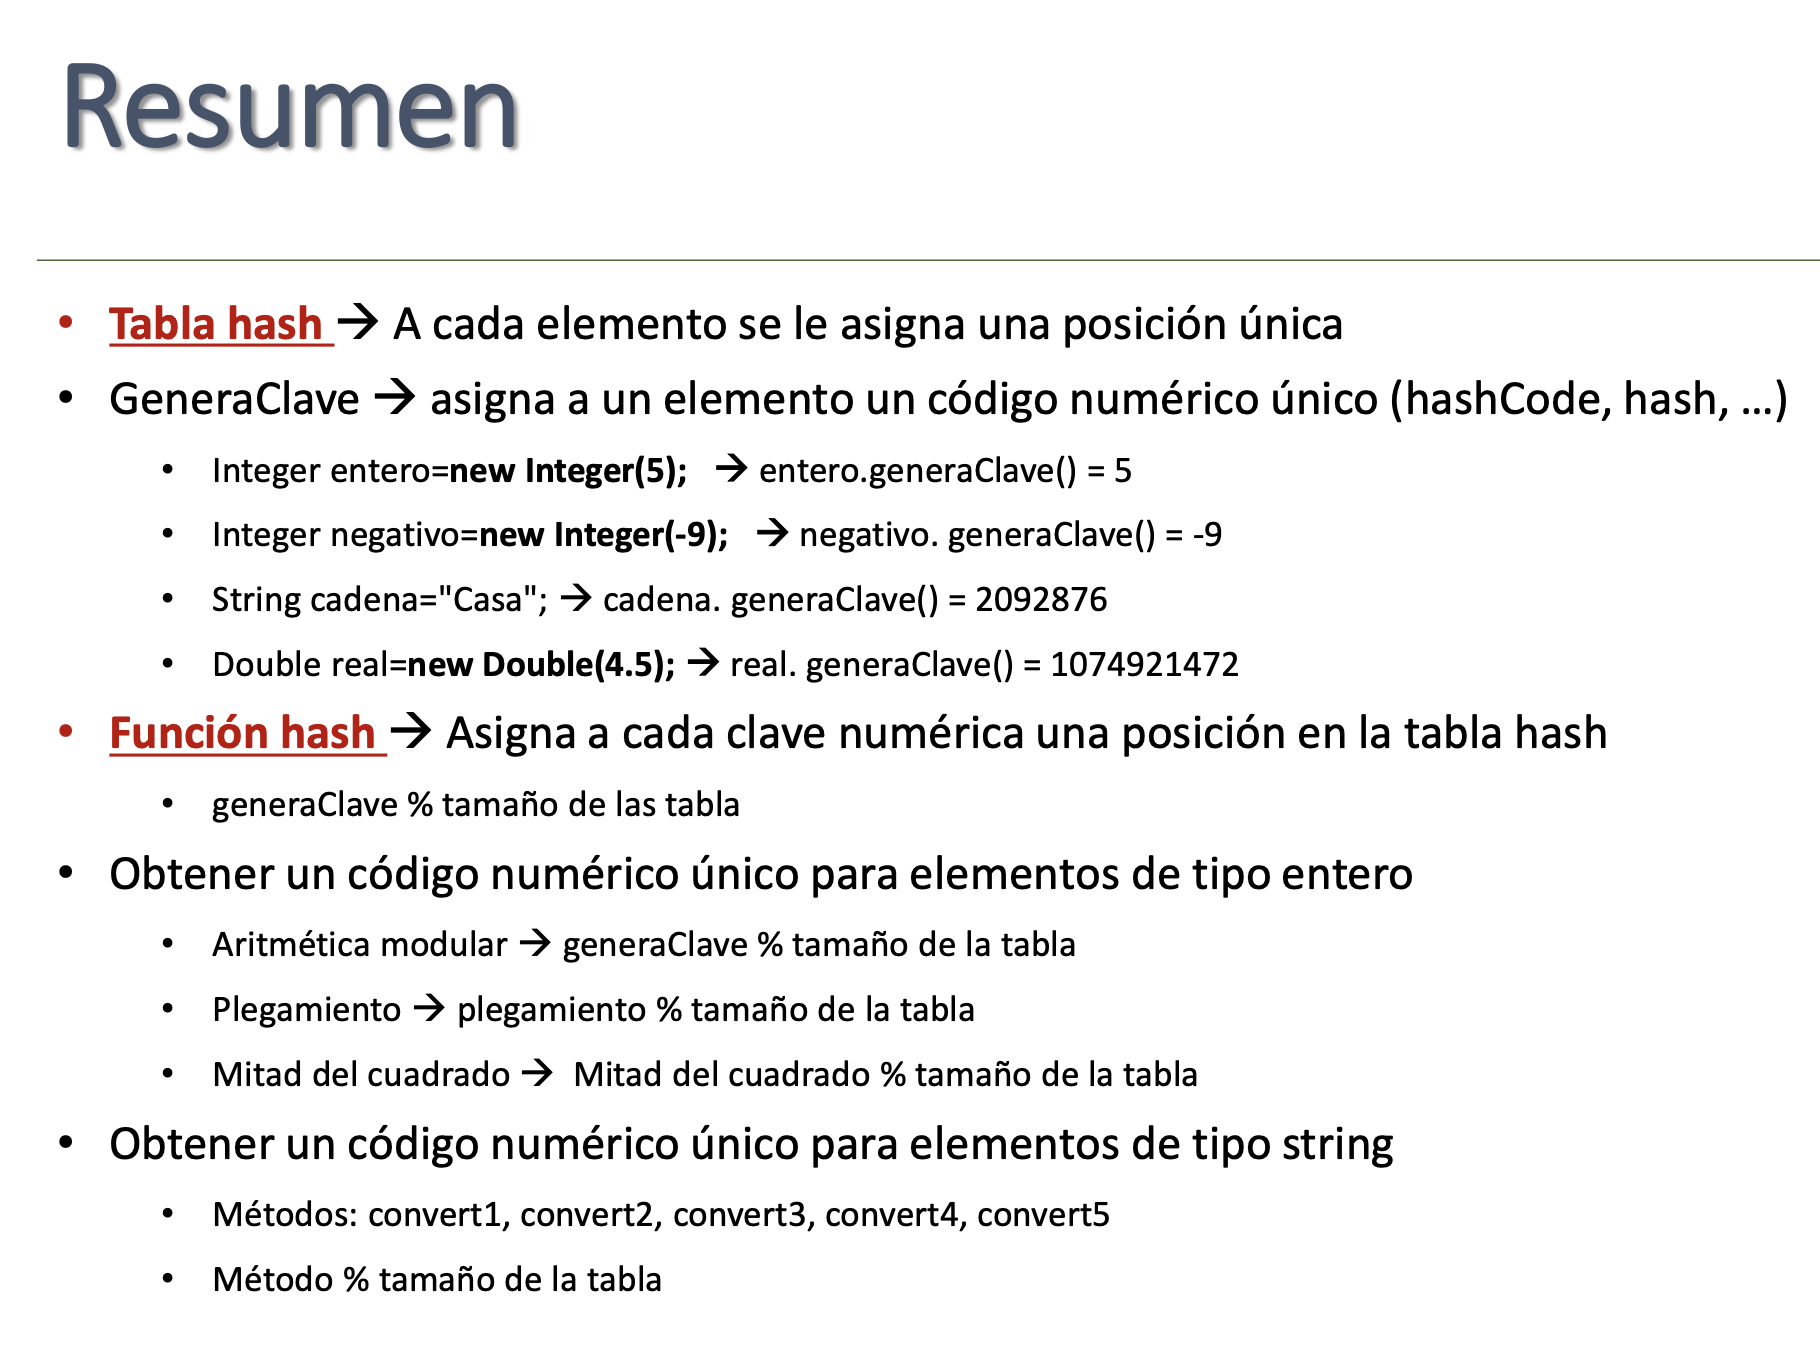 Resumen
• Tabla hash → A cada elemento se le asigna una posición única
• GeneraClave → asigna a un elemento un código numérico único (hashCode, hash, …)
• Integer entero=new Integer(5); → entero.generaClave() = 5
• Integer negativo=new Integer(-9); → negativo. generaClave() = -9
• String cadena="Casa"; → cadena. generaClave() = 2092876
• Double real=new Double(4.5); → real. generaClave() = 1074921472
• Función hash → Asigna a cada clave numérica una posición en la tabla hash
• generaClave % tamaño de las tabla
• Obtener un código numérico único para elementos de tipo entero
• Aritmética modular → generaClave % tamaño de la tabla
• Plegamiento → plegamiento % tamaño de la tabla
• Mitad del cuadrado → Mitad del cuadrado % tamaño de la tabla
• Obtener un código numérico único para elementos de tipo string
• Métodos: convert1, convert2, convert3, convert4, convert5
• Método % tamaño de la tabla